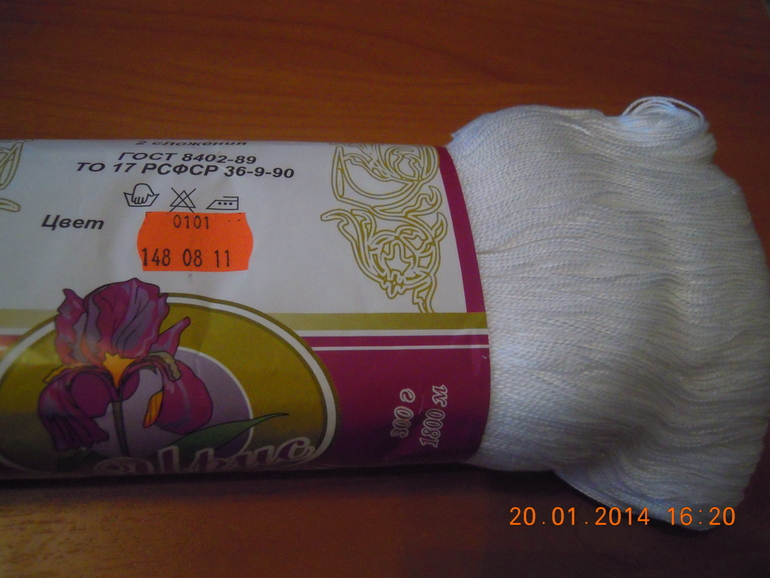 2 сложения
ГОСТ 8402-89
ТО 17 РСФСР 36-9-90
Цвет
0101
148 08 11
300 г
1800 м
20.01.2014 16:20